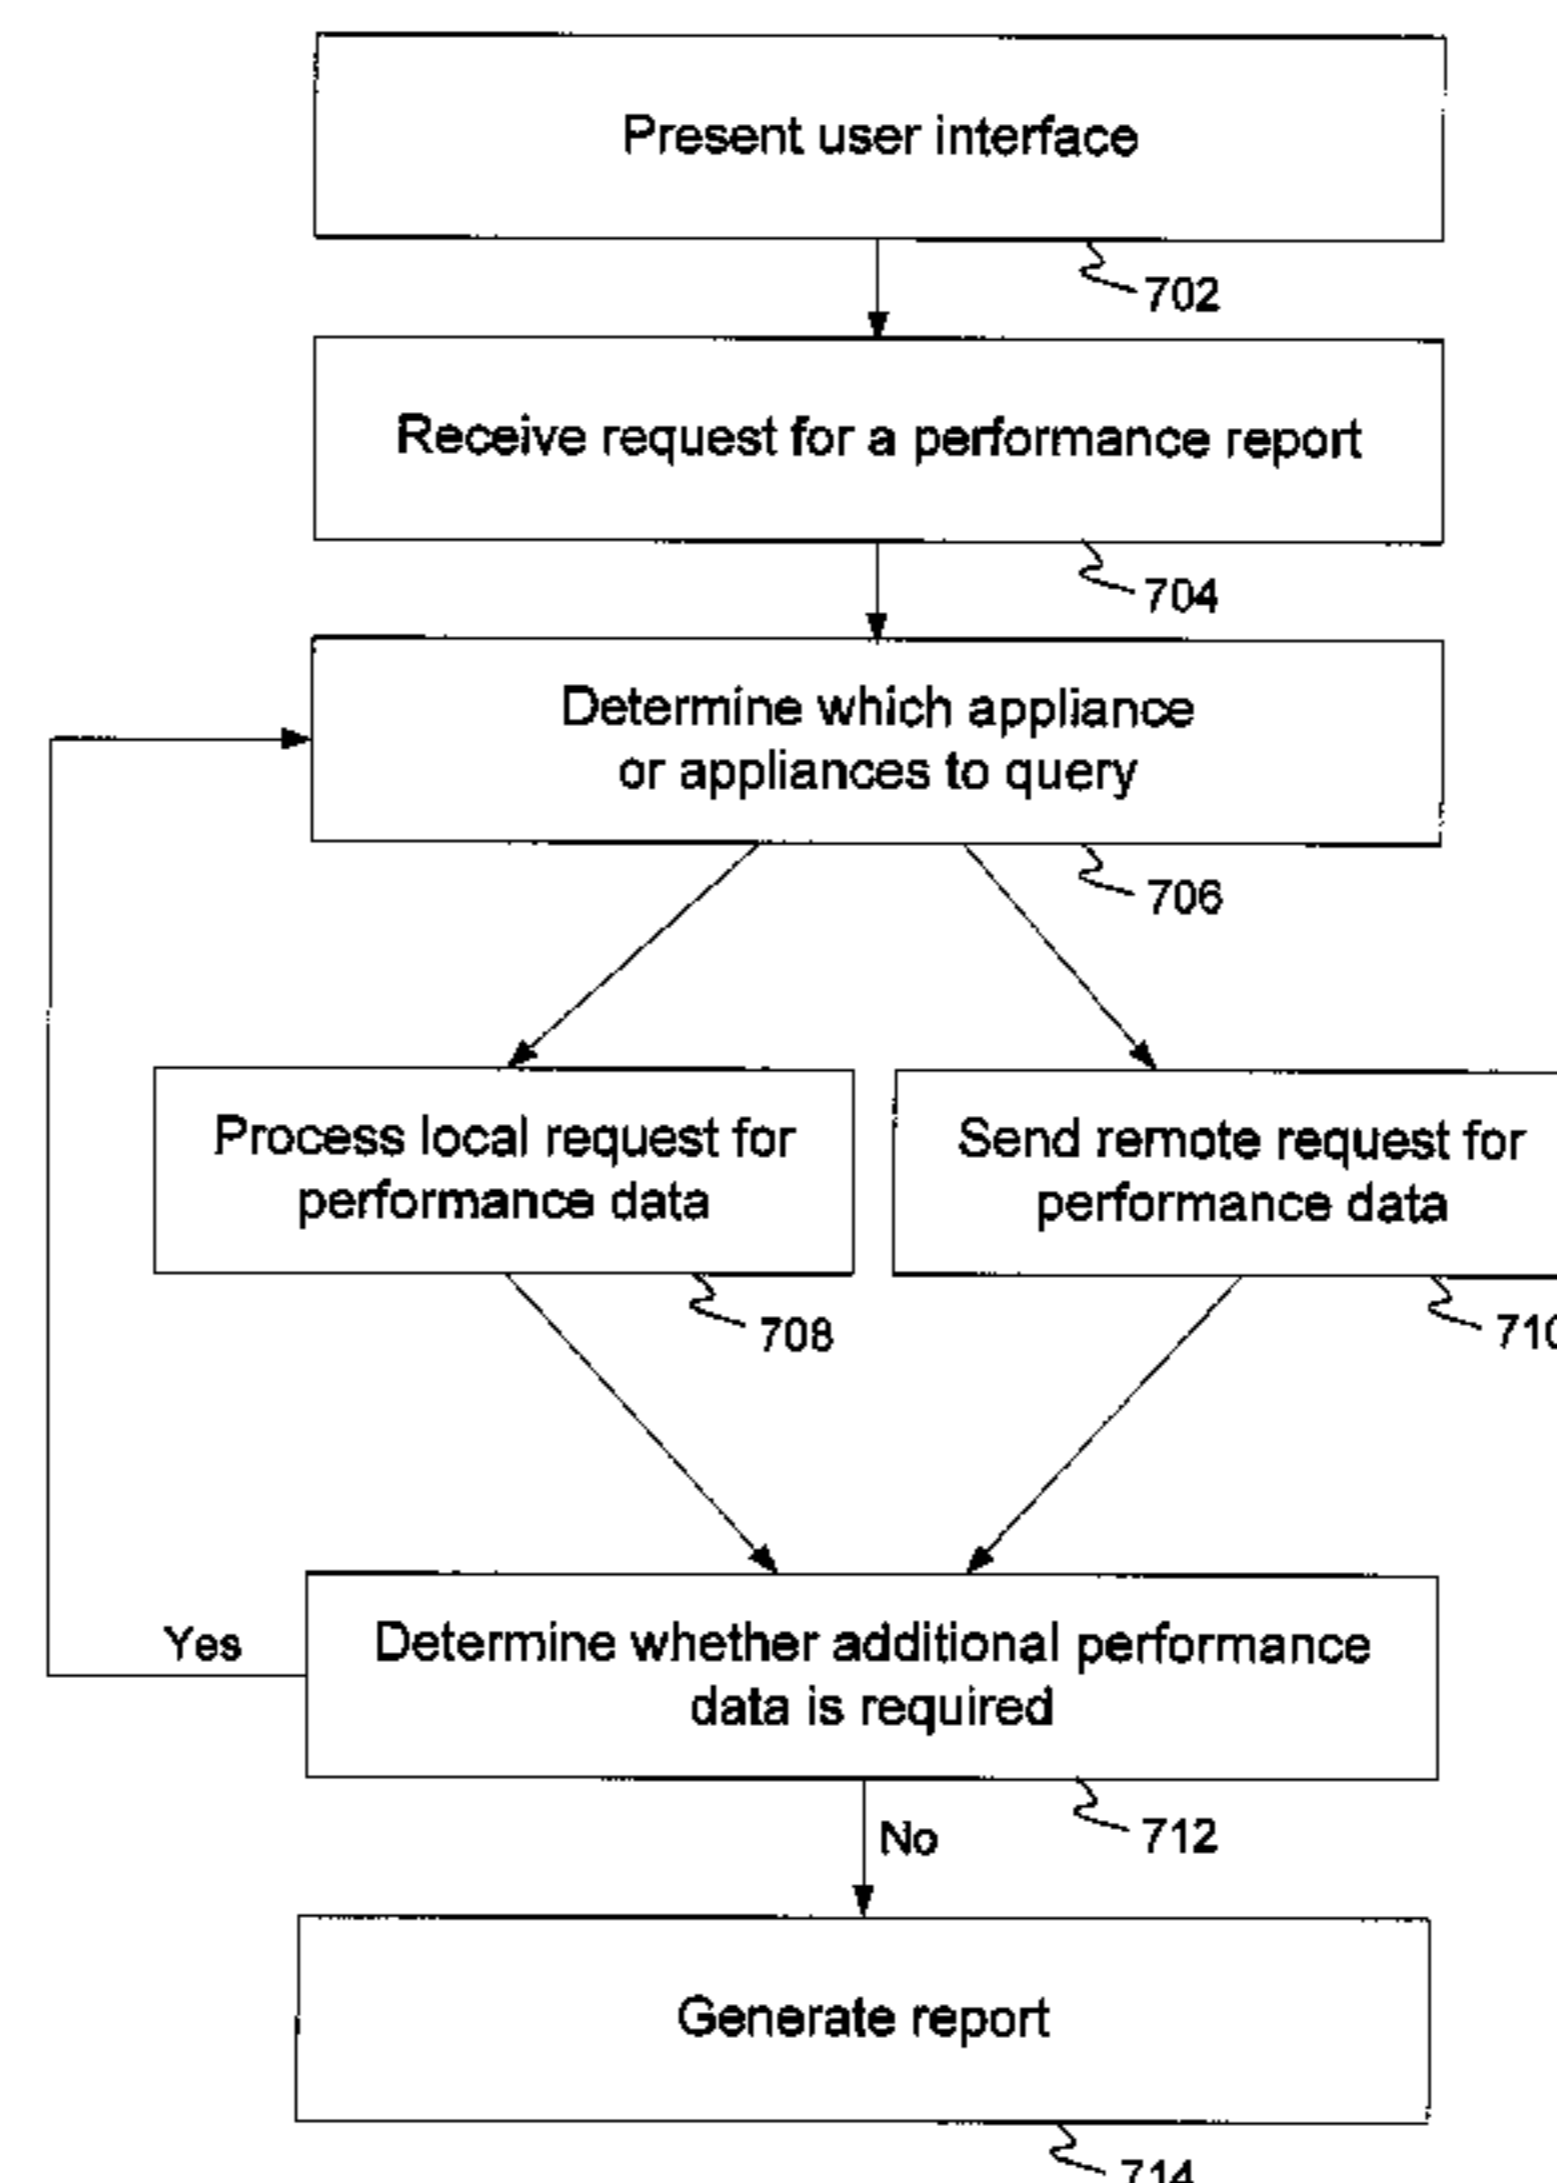 Present user interface
702
Receive request for a performance report
704
Determine which appliance
or appliances to query
706
Process local request for
performance data
708
Send remote request for
performance data
710
Yes
Determine whether additional performance
data is required
712
No
Generate report
714